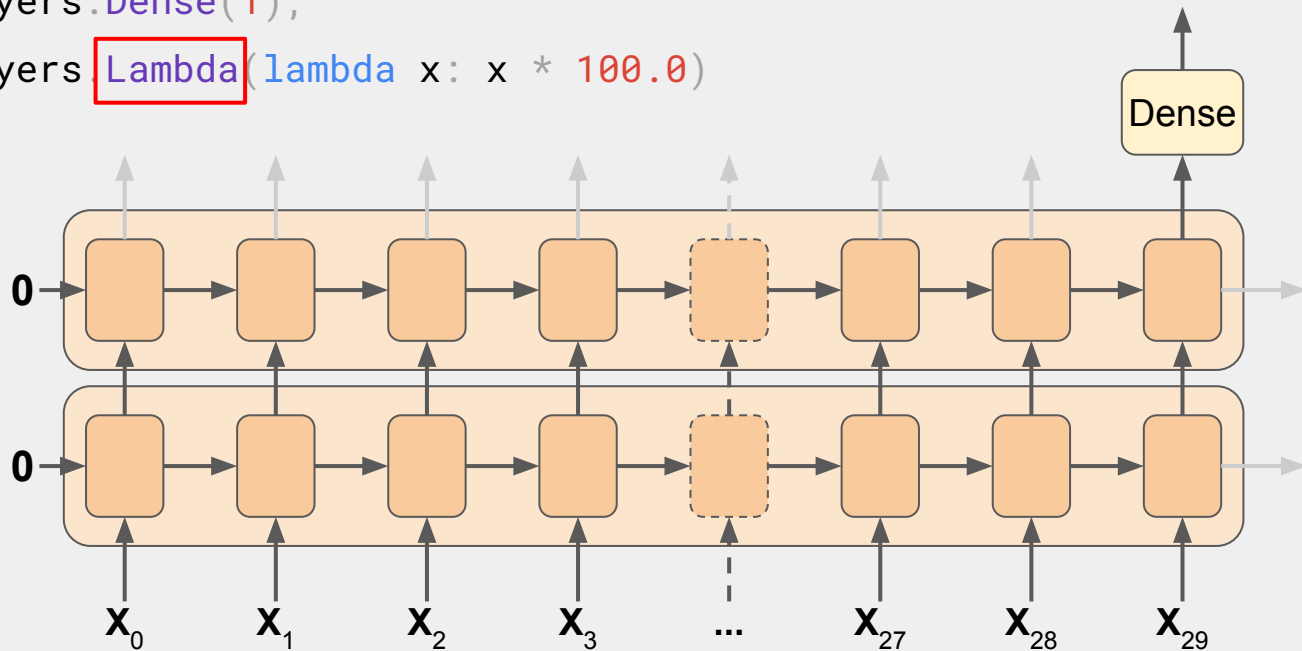 yers.Dense(1),
yers.Lambda(lambda x: x * 100.0)
Dense
0
0
X0 X1 X2 X3 ... X27 X28 X29